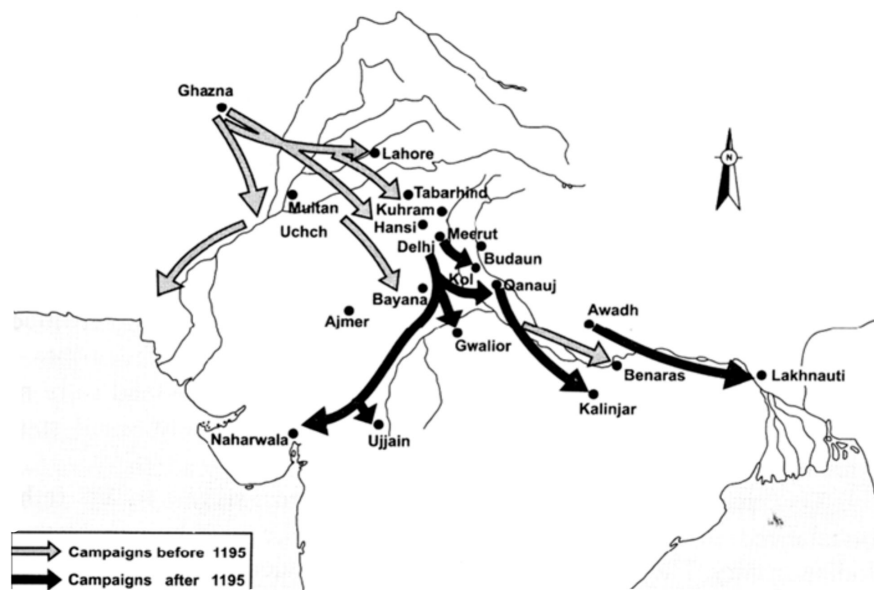 Ghazna
N
Lahore
Tabarhind
Multan
Kuhram
Uchch
Hansi
Meerut
Delhi
Budaun
Kol
Qanauj
Bayana
Ajmer
Awadh
Gwalior
Benaras
Lakhnauti
Kalinjar
Naharwala
Ujjain
Campaigns before 1195
Campaigns after 1195